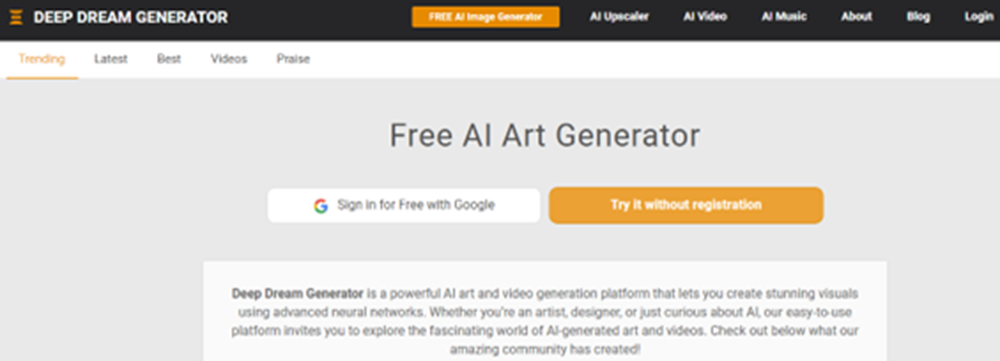 DEEP DREAM GENERATOR FREE AI Image Generator AI Upscaler AI Video AI Music About Blog Login
Trending Latest Best Videos Praise
Free AI Art Generator
Sign in for Free with Google Try it without registration
Deep Dream Generator is a powerful AI art and video generation platform that lets you create stunning visuals
using advanced neural networks. Whether you're an artist, designer, or just curious about AI, our easy-to-use
platform invites you to explore the fascinating world of AI-generated art and videos. Check out below what our
amazing community has created!